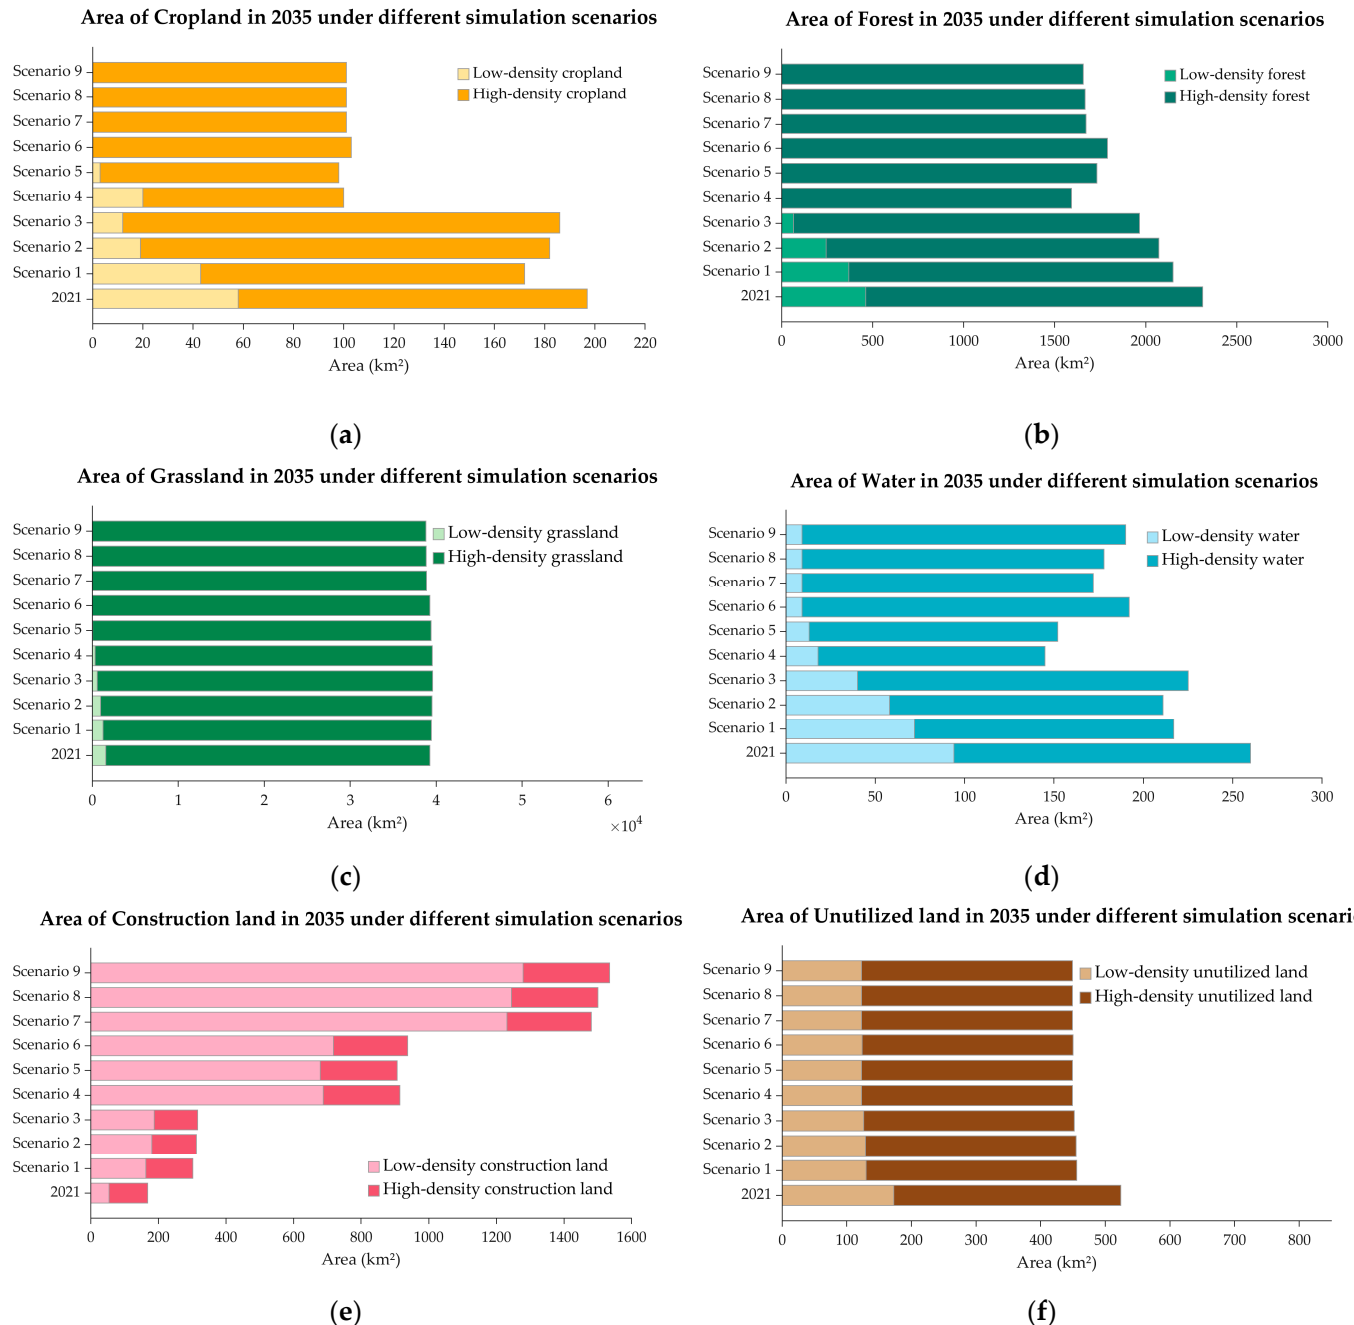 Area of Cropland in 2035 under different simulation scenarios
Scenario 9
Scenario 8
Scenario 7
Scenario 6
Scenario 5
Scenario 4
Scenario 3
Scenario 2
Scenario 1
2021
Low-density cropland
High-density cropland
0 20 40 60 80 100 120 140 160 180 200 220
Area (km²)
(a)
Area of Forest in 2035 under different simulation scenarios
Scenario 9
Scenario 8
Scenario 7
Scenario 6
Scenario 5
Scenario 4
Scenario 3
Scenario 2
Scenario 1
2021
Low-density forest
High-density forest
0 500 1000 1500 2000 2500 3000
Area (km²)
(b)
Area of Grassland in 2035 under different simulation scenarios
Scenario 9
Scenario 8
Scenario 7
Scenario 6
Scenario 5
Scenario 4
Scenario 3
Scenario 2
Scenario 1
2021
Low-density grassland
High-density grassland
0 1 2 3 4 5 6
Area (km²)
×10⁴
(c)
Area of Water in 2035 under different simulation scenarios
Scenario 9
Scenario 8
Scenario 7
Scenario 6
Scenario 5
Scenario 4
Scenario 3
Scenario 2
Scenario 1
2021
Low-density water
High-density water
0 50 100 150 200 250 300
Area (km²)
(d)
Area of Construction land in 2035 under different simulation scenarios
Scenario 9
Scenario 8
Scenario 7
Scenario 6
Scenario 5
Scenario 4
Scenario 3
Scenario 2
Scenario 1
2021
Low-density construction land
High-density construction land
0 200 400 600 800 1000 1200 1400 1600
Area (km²)
(e)
Area of Unutilized land in 2035 under different simulation scenari
Scenario 9
Scenario 8
Scenario 7
Scenario 6
Scenario 5
Scenario 4
Scenario 3
Scenario 2
Scenario 1
2021
Low-density unutilized land
High-density unutilized land
0 100 200 300 400 500 600 700 800
Area (km²)
(f)